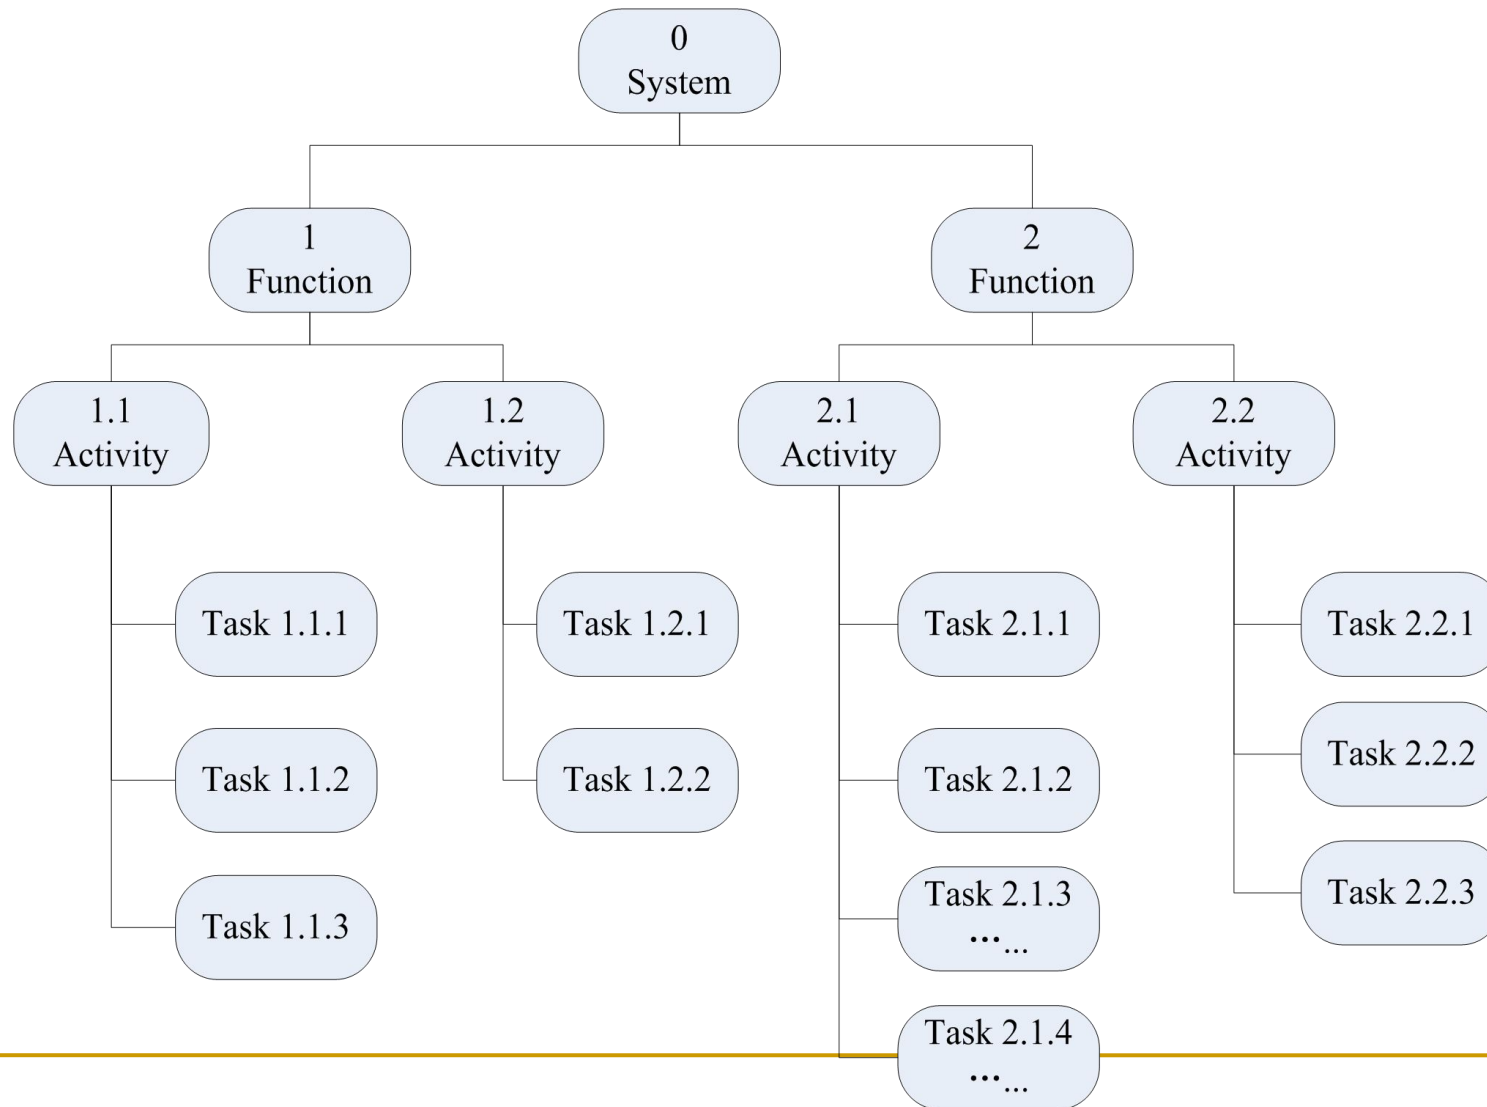 0
System
1
Function
2
Function
1.1
Activity
1.2
Activity
2.1
Activity
2.2
Activity
Task 1.1.1
Task 1.2.1
Task 2.1.1
Task 2.2.1
Task 1.1.2
Task 1.2.2
Task 2.1.2
Task 2.2.2
Task 1.1.3
Task 2.1.3
......
Task 2.2.3
Task 2.1.4
......